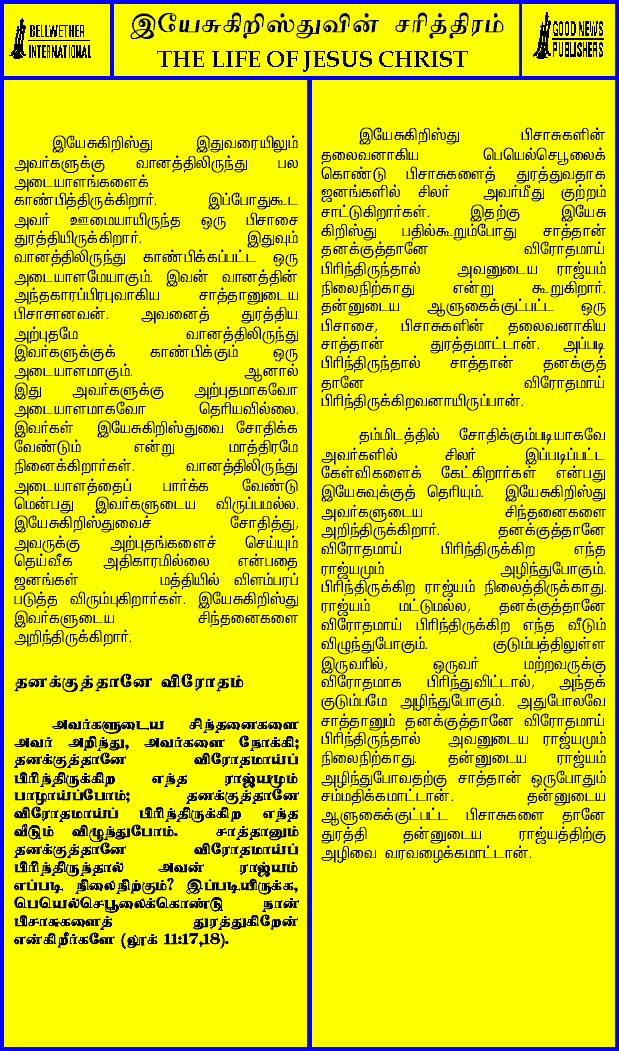 BELLWETHER
INTERNATIONAL
இயேசுகிறிஸ்துவின் சரித்திரம்
THE LIFE OF JESUS CHRIST
GOOD NEWS
PUBLISHERS
இயேசுகிறிஸ்து இதுவரையிலும்
அவர்களுக்கு வானத்திலிருந்து பல
அடையாளங்களைக்
காண்பித்திருக்கிறார். இப்போதுகூட
அவர் ஊமையாயிருந்த ஒரு பிசாசை
துரத்தியிருக்கிறார். இதுவும்
வானத்திலிருந்து காண்பிக்கப்பட்ட ஒரு
அடையாளமேயாகும். இவன் வானத்தின்
அந்தகாரப்பிரபுவாகிய சாத்தானுடைய
பிசாசானவன். அவனைத் துரத்திய
அற்புதமே வானத்திலிருந்து
இவர்களுக்குக் காண்பிக்கும் ஒரு
அடையாளமாகும். ஆனால்
இது அவர்களுக்கு அற்புதமாகவோ
அடையாளமாகவோ தெரியவில்லை.
இவர்கள் இயேசுகிறிஸ்துவை சோதிக்க
வேண்டும் என்று மாத்திரமே
நினைக்கிறார்கள். வானத்திலிருந்து
அடையாளத்தைப் பார்க்க வேண்டு
மென்பது இவர்களுடைய விருப்பமல்ல.
இயேசுகிறிஸ்துவைச் சோதித்து,
அவருக்கு அற்புதங்களைச் செய்யும்
தெய்வீக அதிகாரமில்லை என்பதை
ஜனங்கள் மத்தியில் விளம்பரப்
படுத்த விரும்புகிறார்கள். இயேசுகிறிஸ்து
இவர்களுடைய சிந்தனைகளை
அறிந்திருக்கிறார்.
தனக்குத்தானே விரோதம்
அவர்களுடைய சிந்தனைகளை
அவர் அறிந்து, அவர்களை நோக்கி;
தனக்குத்தானே விரோதமாய்ப்
பிரிந்திருக்கிற எந்த ராஜ்யமும்
பாழாய்ப்போம்; தனக்குத்தானே
விரோதமாய்ப் பிரிந்திருக்கிற எந்த
வீடும் விழுந்துபோம். சாத்தானும்
தனக்குத்தானே விரோதமாய்ப்
பிரிந்திருந்தால் அவன் ராஜ்யம்
எப்படி நிலைநிற்கும்? இப்படியிருக்க,
பெயெல்செபூலைக்கொண்டு நான்
பிசாசுகளைத் துரத்துகிறேன்
என்கிறீர்களே (லூக் 11:17,18).
இயேசுகிறிஸ்து பிசாசுகளின்
தலைவனாகிய பெயெல்செபூலைக்
கொண்டு பிசாசுகளைத் துரத்துவதாக
ஜனங்களில் சிலர் அவர்மீது குற்றம்
சாட்டுகிறார்கள். இதற்கு இயேசு
கிறிஸ்து பதில்கூறும்போது சாத்தான்
தனக்குத்தானே விரோதமாய்
பிரிந்திருந்தால் அவனுடைய ராஜ்யம்
நிலைநிற்காது என்று கூறுகிறார்.
தன்னுடைய ஆளுகைக்குட்பட்ட ஒரு
பிசாசை, பிசாசுகளின் தலைவனாகிய
சாத்தான் துரத்தமாட்டான். அப்படி
பிரிந்திருந்தால் சாத்தான் தனக்குத்
தானே விரோதமாய்
பிரிந்திருக்கிறவனாயிருப்பான்.
தம்மிடத்தில் சோதிக்கும்படியாகவே
அவர்களில் சிலர் இப்படிப்பட்ட
கேள்விகளைக் கேட்கிறார்கள் என்பது
இயேசுவுக்குத் தெரியும். இயேசுகிறிஸ்து
அவர்களுடைய சிந்தனைகளை
அறிந்திருக்கிறார். தனக்குத்தானே
விரோதமாய் பிரிந்திருக்கிற எந்த
ராஜ்யமும் அழிந்துபோகும்.
பிரிந்திருக்கிற ராஜ்யம் நிலைத்திருக்காது.
ராஜ்யம் மட்டுமல்ல, தனக்குத்தானே
விரோதமாய் பிரிந்திருக்கிற எந்த வீடும்
விழுந்துபோகும். குடும்பத்திலுள்ள
இருவரில், ஒருவர் மற்றவருக்கு
விரோதமாக பிரிந்துவிட்டால், அந்தக்
குடும்பமே அழிந்துபோகும். அதுபோலவே
சாத்தானும் தனக்குத்தானே விரோதமாய்
பிரிந்திருந்தால் அவனுடைய ராஜ்யமும்
நிலைநிற்காது. தன்னுடைய ராஜ்யம்
அழிந்துபோவதற்கு சாத்தான் ஒருபோதும்
சம்மதிக்கமாட்டான். தன்னுடைய
ஆளுகைக்குட்பட்ட பிசாசுகளை தானே
துரத்தி தன்னுடைய ராஜ்யத்திற்கு
அழிவை வரவழைக்கமாட்டான்.